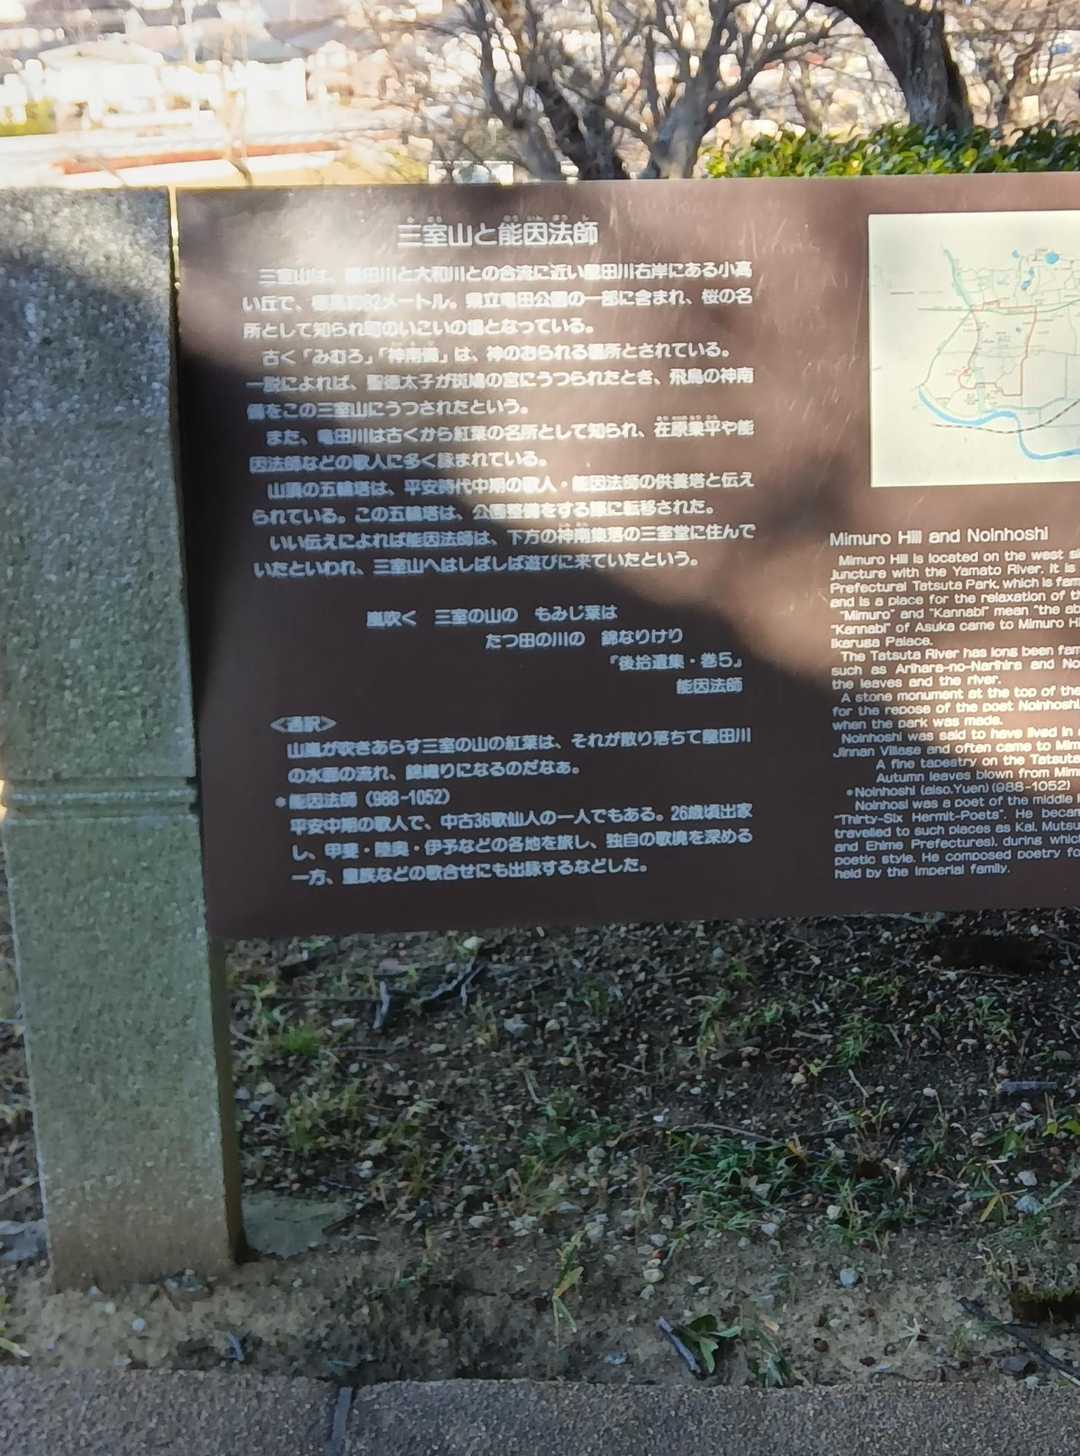 三室山と能因法師
三室山は、竜田川と大和川との合流に近い竜田川右岸にある小高
い丘で、標高約82メートル。県立竜田公園の一部に含まれ、桜の名
所として知られ町のいこいの場となっている。
古く「みむろ」「神南備」は、神のおられる場所とされている。
一説によれば、聖徳太子が斑鳩の宮にうつられたとき、飛鳥の神南
備をこの三室山にうつされたという。
また、竜田川は古くから紅葉の名所として知られ、在原業平や能
因法師などの歌人に多く詠まれている。
山頂の五輪塔は、平安時代中期の歌人・能因法師の供養塔と伝え
られている。この五輪塔は、公園整備をする際に転移された。
いい伝えによれば能因法師は、下方の神南集落の三室堂に住んで
いたといわれ、三室山へはしばしば遊びに来ていたという。
嵐吹く 三室の山の もみじ葉は
たつ田の川の 錦なりけり
『後拾遺集・巻5』
能因法師
<通訳>
山嵐が吹きあらす三室の山の紅葉は、それが散り落ちて竜田川
の水面の流れ、錦織りになるのだなあ。
*能因法師（988-1052）
平安中期の歌人で、中古36歌仙人の一人でもある。26歳頃出家
し、甲斐・陸奥・伊予などの各地を旅し、独自の歌境を深める
一方、皇族などの歌合せにも出詠するなどした。
Mimuro Hill and Noinhoshi
Mimuro Hill is located on the west
juncture with the Yamato River. It is
Prefectural Tatsuta Park, which is
and is a place for the relaxation of
"Mimuro" and "Kannabi" mean "the
"Kannabi" of Asuka came to Mimuro
Ikarusa Palace.
The Tatsuta River has lons been
such as Arihara-no-Narihira and
the leaves and the river.
A stone monument at the top of the
for the repose of the poet Noinhoshi,
when the park was made.
Noinhoshi was said to have lived in
Jinnan Village and often came to
A fine tapestry on the Tatsuta
Autumn leaves blown from
*Noinhoshi (also,Yuen) (988-1052)
Noinhosi was a poet of the middle
"Thirty-Six Hermit-Poets". He
travelled to such places as Kai, Mutsu
and Ehime Prefectures), during
poetic style. He composed poetry
held by the Imperial family.